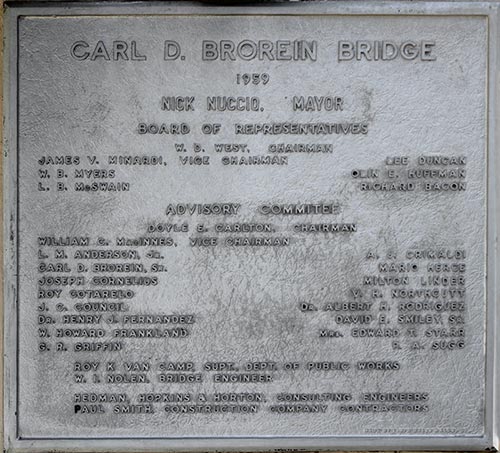 CARL D. BROREIN BRIDGE
1959
NICK NUCCIO, MAYOR
BOARD OF REPRESENTATIVES
W. D. WEST, CHAIRMAN
JAMES V. MINARDI, VICE CHAIRMAN LEE DUNCAN
W. B. MYERS OLIN E. KUFFMAN
L. B. McSWAIN RICHARD BACON
ADVISORY COMMITEE
DOYLE E. CARLTON, CHAIRMAN
WILLIAM C. MacINNES, VICE CHAIRMAN
L. M. ANDERSON, JR. A. J. GRIMALDI
CARL D. BROREIN, SR. MARIO HERCE
JOSEPH CORNELIUS MILTON LINDER
ROY COTARELO V. H. NORTHCUTT
J. C. COUNCIL DR. ALBERT R. RODRIGUEZ
DR. HENRY J. FERNANDEZ DAVID E. SMILEY, SR.
W. HOWARD FRANKLAND MRS. EDWARD M. STARR
G. R. GRIFFIN F. A. SUGG
ROY K VAN CAMP, SUPT. DEPT. OF PUBLIC WORKS
W. I. NOLEN, BRIDGE ENGINEER
HEDMAN, HOPKINS & HORTON, CONSULTING ENGINEERS
PAUL SMITH, CONSTRUCTION COMPANY CONTRACTORS